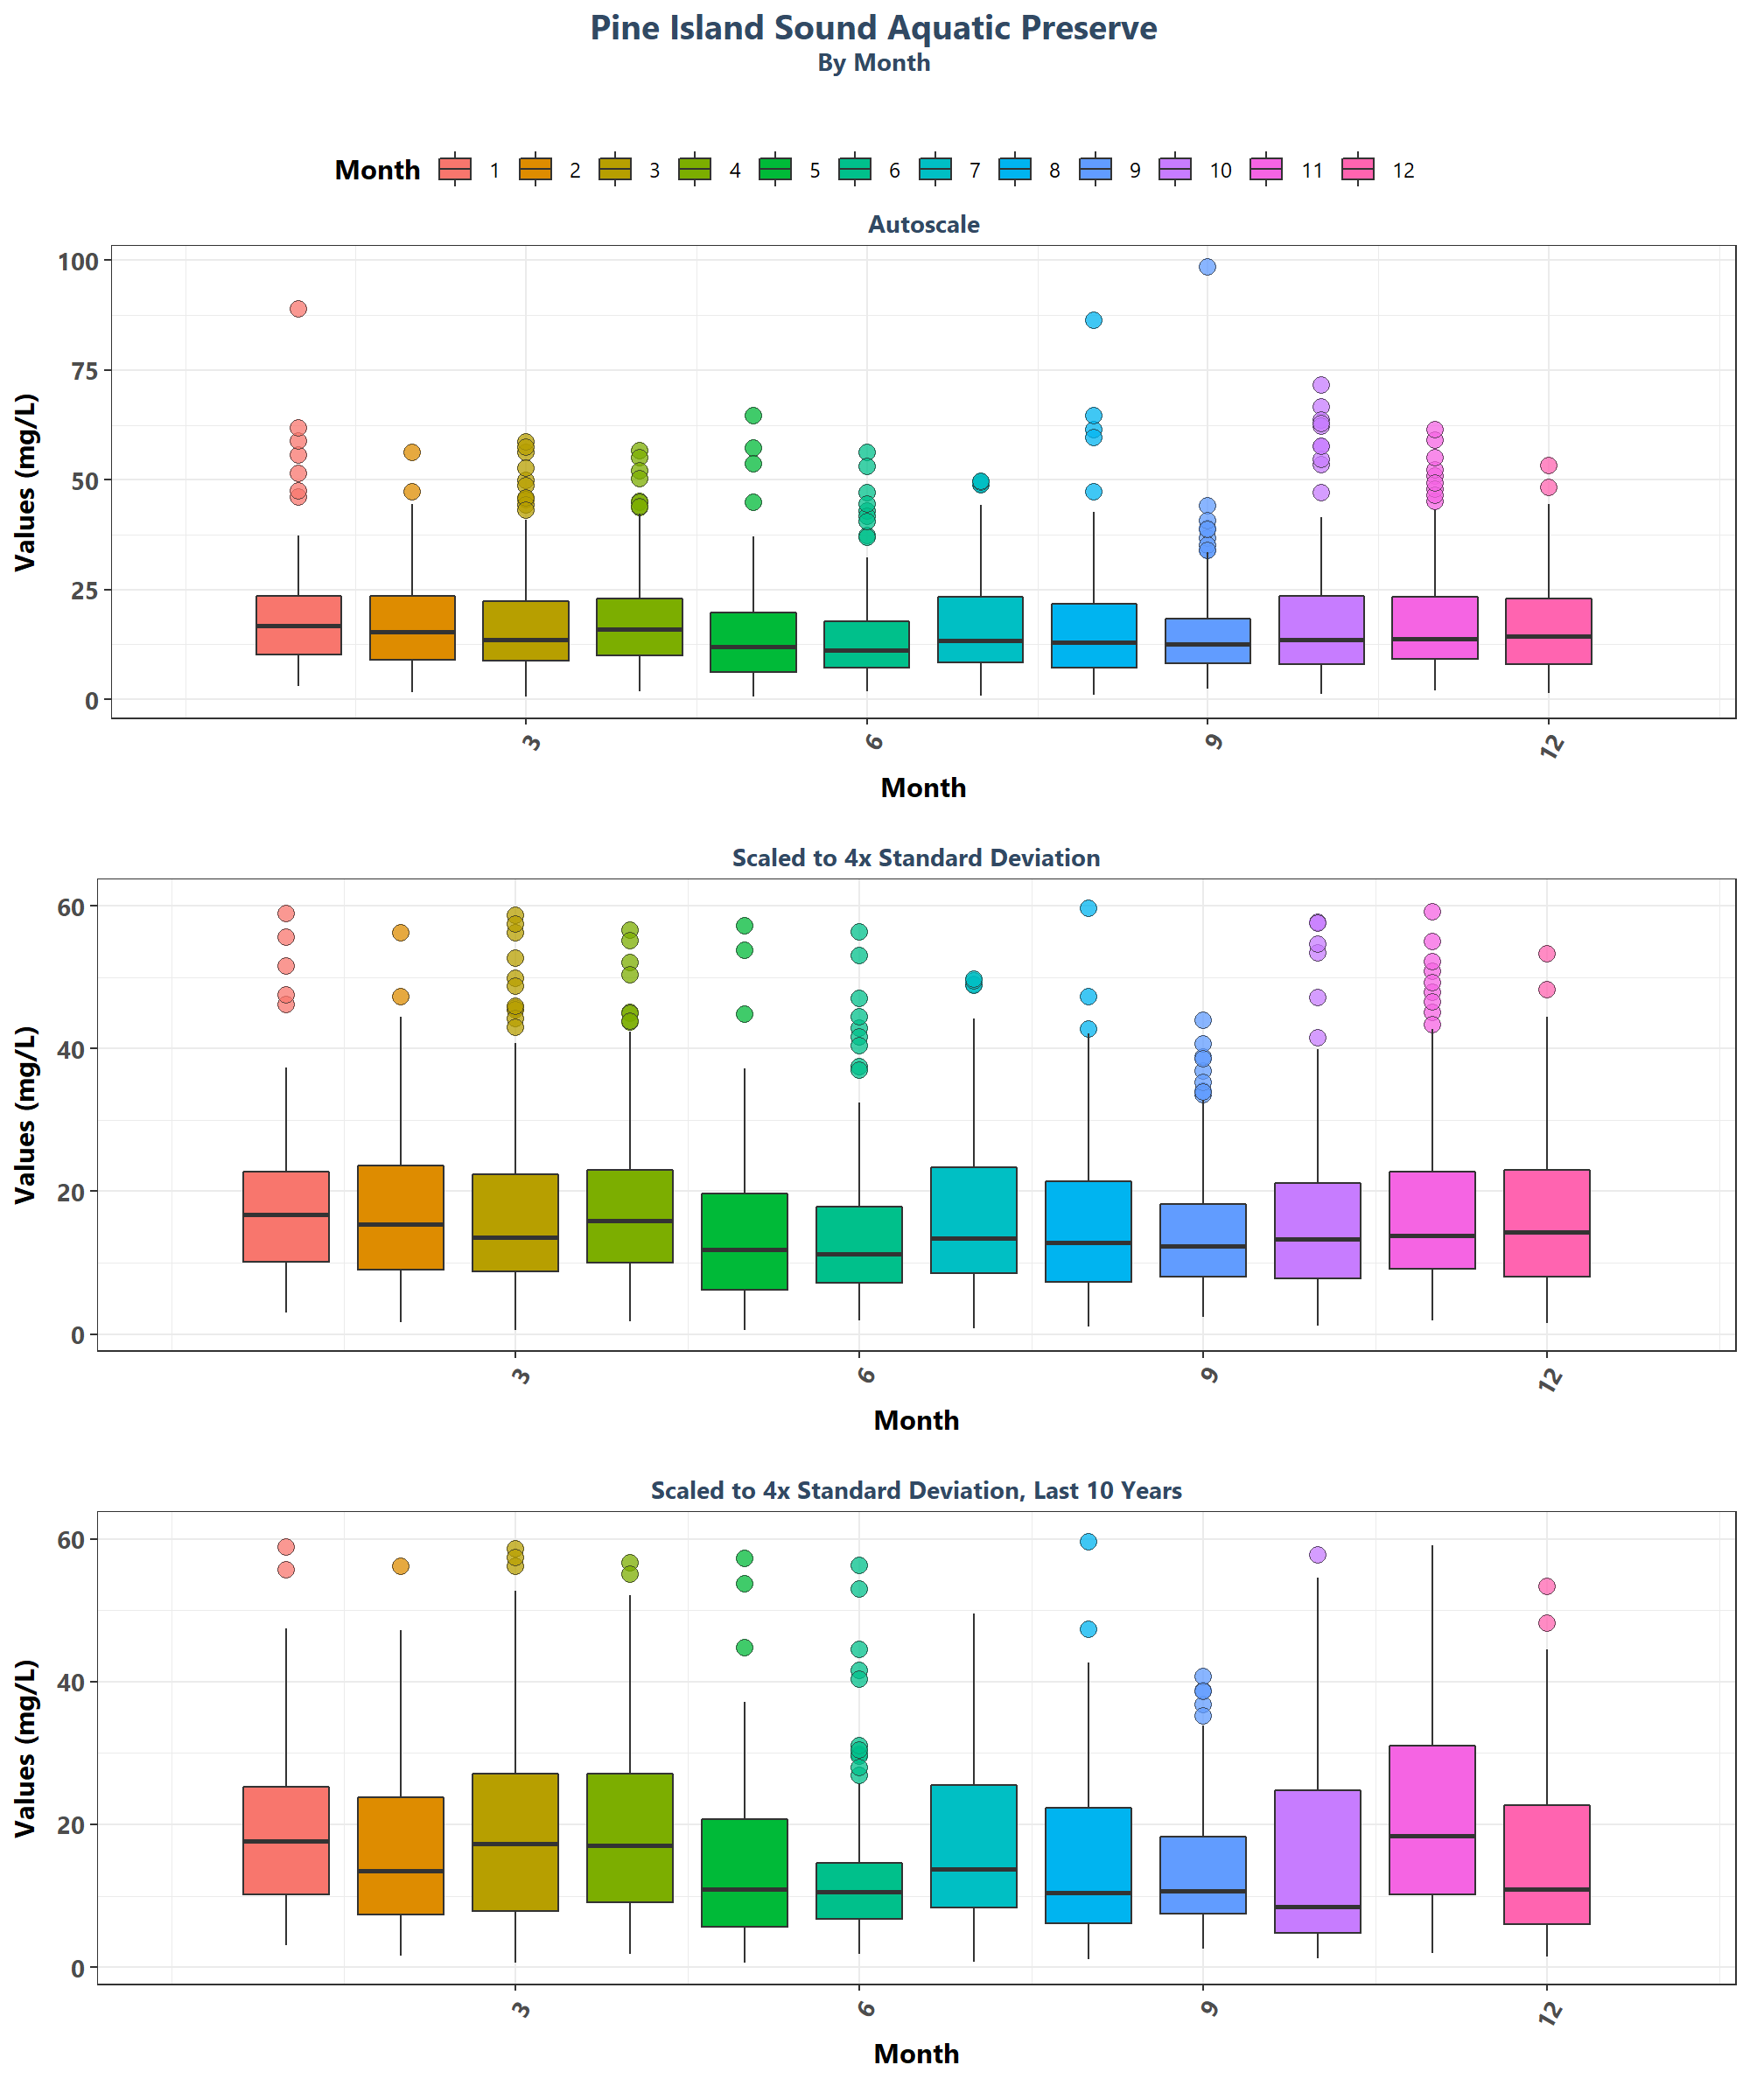 Pine Island Sound Aquatic Preserve
By Month
Month 1 2 3 4 5 6 7 8 9 10 11 12
Autoscale
100
75
50
25
0
Values (mg/L)
3 6 9 12
Month
Scaled to 4x Standard Deviation
60
40
20
0
Values (mg/L)
3 6 9 12
Month
Scaled to 4x Standard Deviation, Last 10 Years
60
40
20
0
Values (mg/L)
3 6 9 12
Month